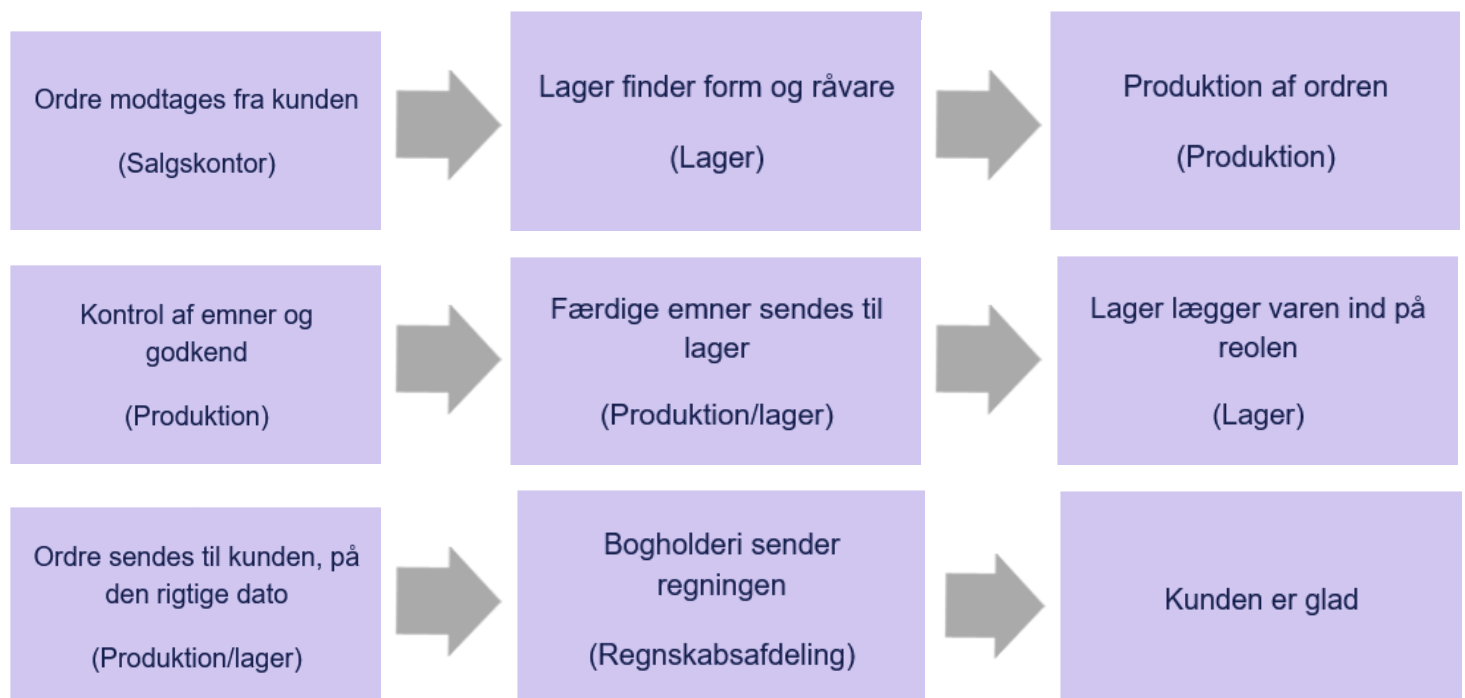 Ordre modtages fra kunden
(Salgskontor)
Lager finder form og råvare
(Lager)
Produktion af ordren
(Produktion)
Kontrol af emner og
godkend
(Produktion)
Færdige emner sendes til
lager
(Produktion/lager)
Lager lægger varen ind på
reolen
(Lager)
Ordre sendes til kunden, på
den rigtige dato
(Produktion/lager)
Bogholderi sender
regningen
(Regnskabsafdeling)
Kunden er glad